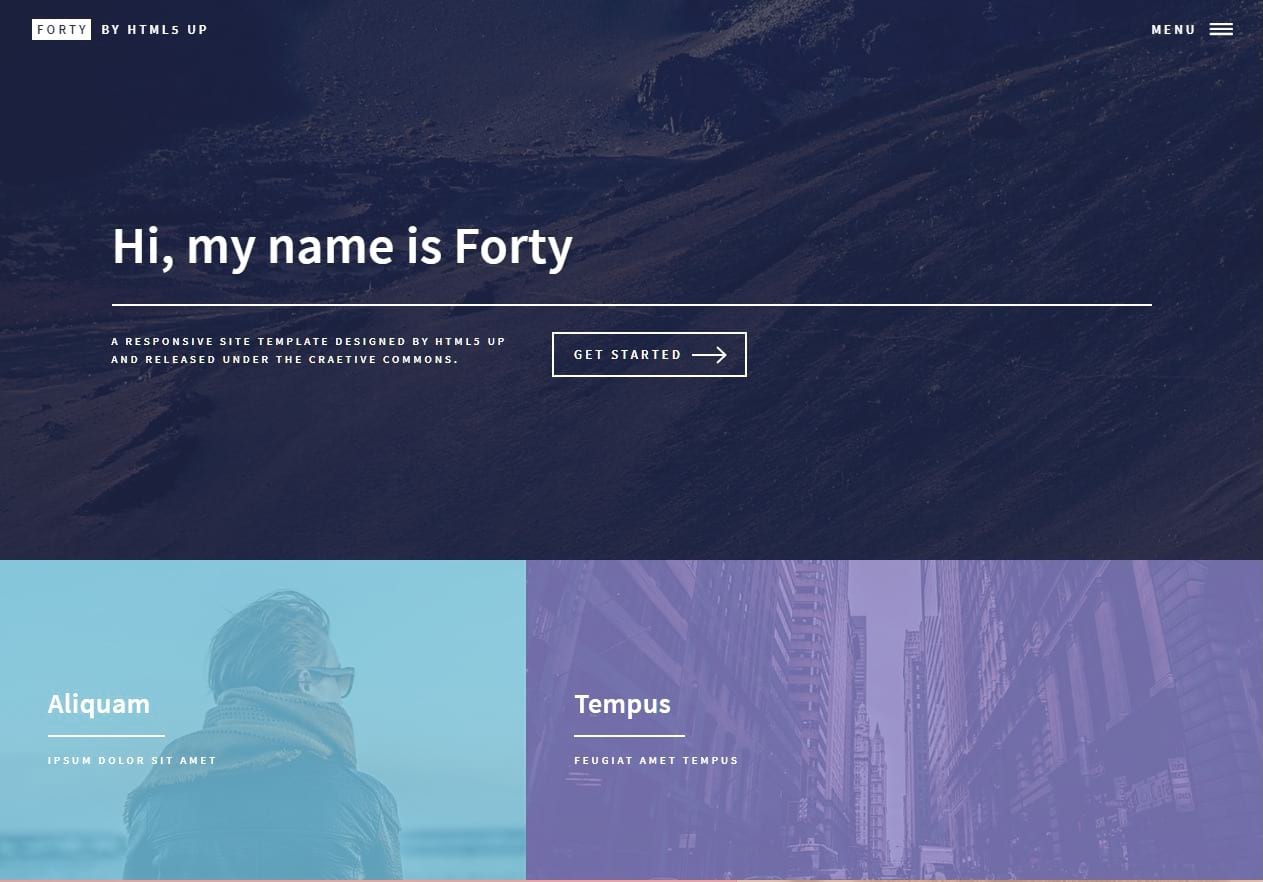 FORTY BY HTML5 UP
MENU
Hi, my name is Forty
A RESPONSIVE SITE TEMPLATE DESIGNED BY HTML5 UP
AND RELEASED UNDER THE CRAETIVE COMMONS.
GET STARTED
Aliquam
IPSUM DOLOR SIT AMET
Tempus
FEUGIAT AMET TEMPUS